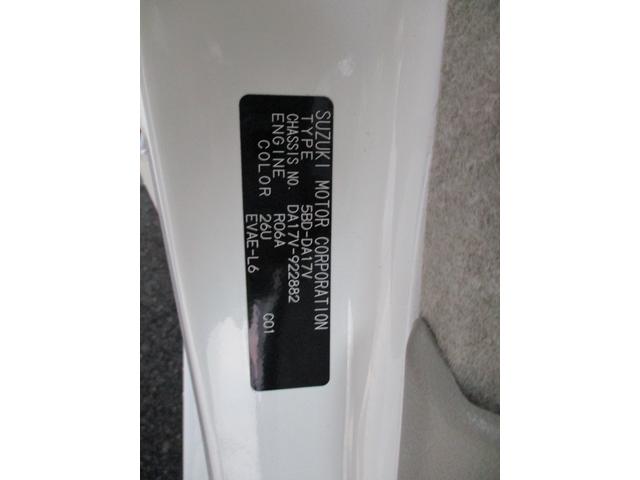 SUZUKI MOTOR CORPORATION
TYPE 5BD-DA17V
CHASSIS NO. DA17V-922882
ENGINE R06A
COLOR 26U C01
EVAE-L6